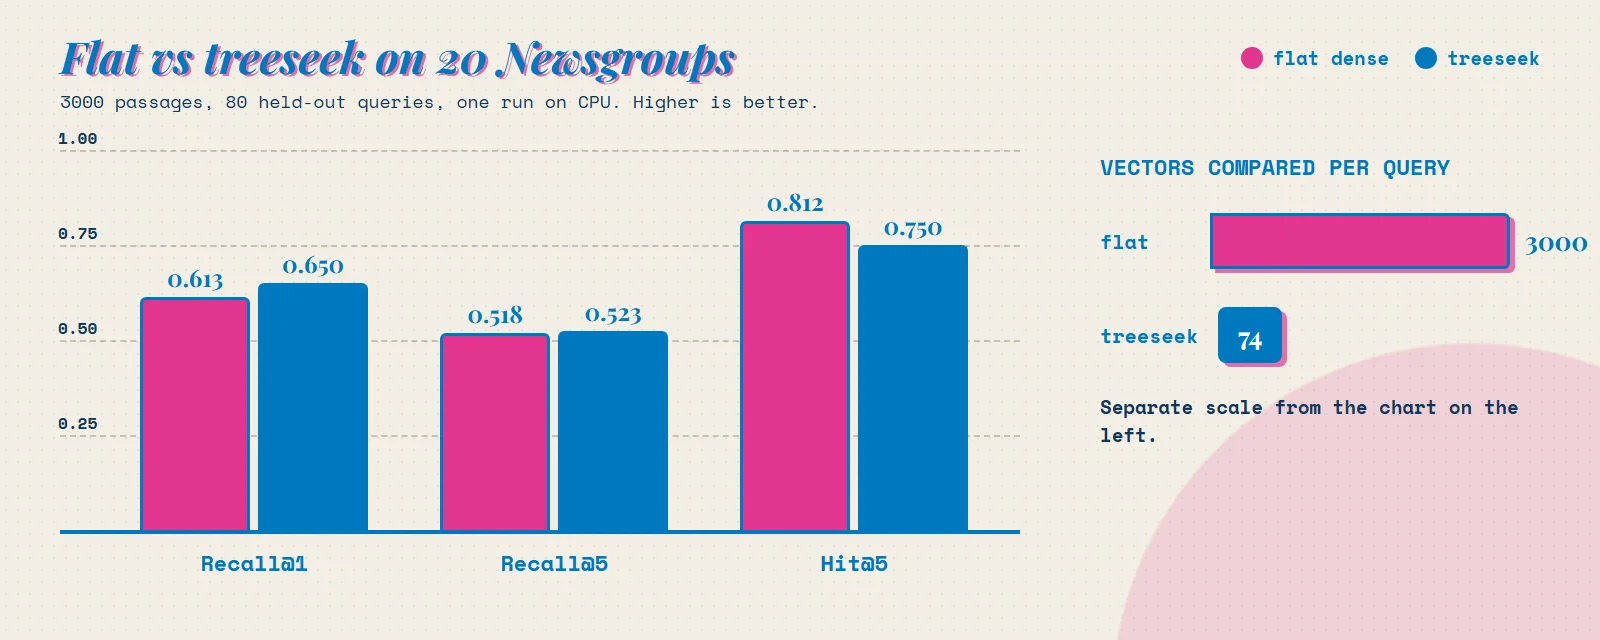 Flat vs treeseek on 20 Newsgroups
3000 passages, 80 held-out queries, one run on CPU. Higher is better.
flat dense
treeseek
1.00
0.75
0.50
0.25
0.613
0.650
0.518
0.523
0.812
0.750
Recall@1
Recall@5
Hit@5
VECTORS COMPARED PER QUERY
flat
3000
treeseek
74
Separate scale from the chart on the
left.